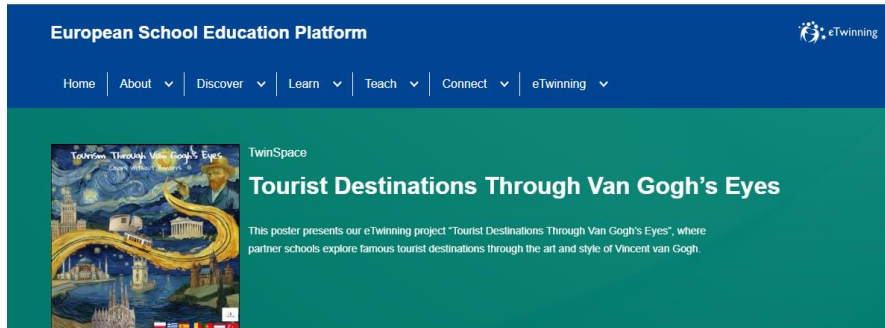 European School Education Platform
eTwinning
Home About Discover Learn Teach Connect eTwinning
Tourism Through Van Gogh's Eyes
TwinSpace
Tourist Destinations Through Van Gogh’s Eyes
This poster presents our eTwinning project "Tourist Destinations Through Van Gogh's Eyes", where
partner schools explore famous tourist destinations through the art and style of Vincent van Gogh.